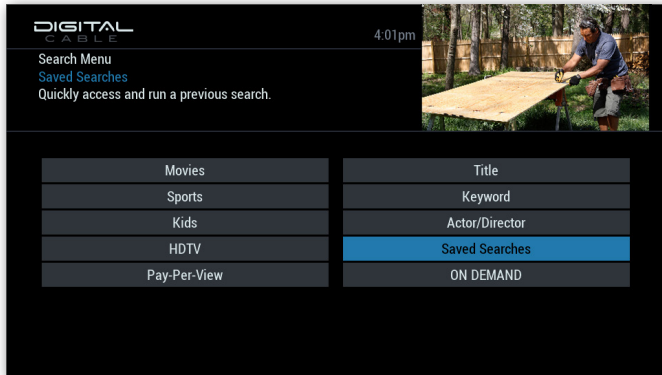 DIGITAL
CABLE
4:01pm
Search Menu
Saved Searches
Quickly access and run a previous search.
Movies
Title
Sports
Keyword
Kids
Actor/Director
HDTV
Saved Searches
Pay-Per-View
ON DEMAND